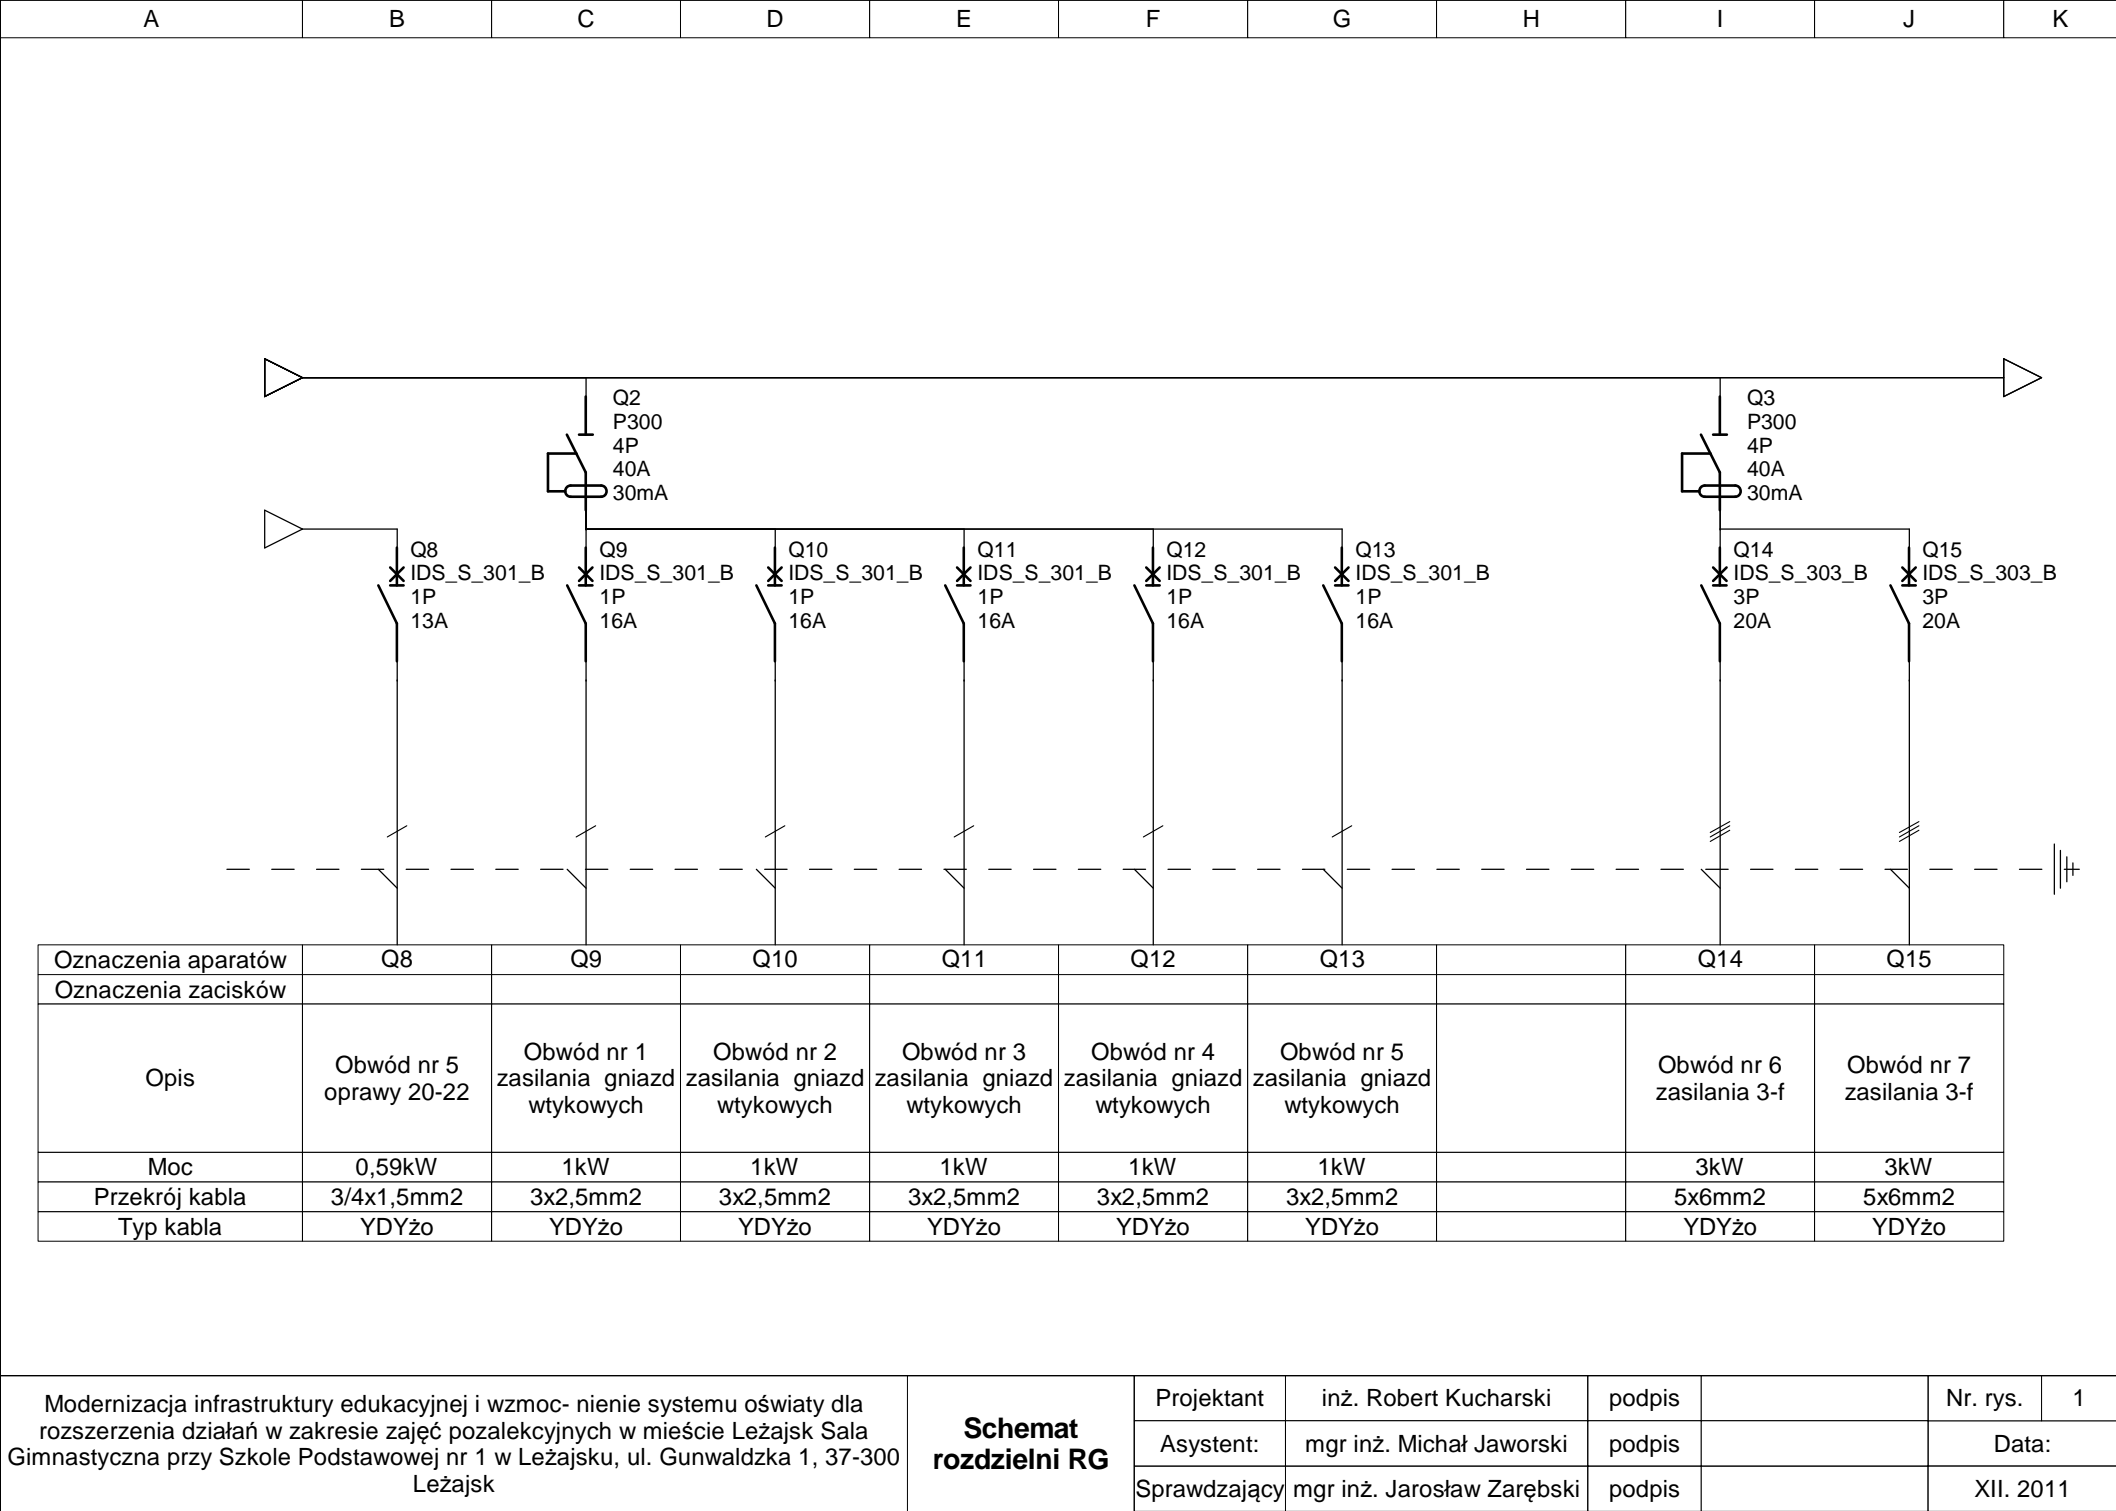 A B C D E F G H I J K
Q2
P300
4P
40A
30mA
Q3
P300
4P
40A
30mA
Q8
IDS_S_301_B
1P
13A
Q9
IDS_S_301_B
1P
16A
Q10
IDS_S_301_B
1P
16A
Q11
IDS_S_301_B
1P
16A
Q12
IDS_S_301_B
1P
16A
Q13
IDS_S_301_B
1P
16A
Q14
IDS_S_303_B
3P
20A
Q15
IDS_S_303_B
3P
20A
Oznaczenia aparatów Q8 Q9 Q10 Q11 Q12 Q13 Q14 Q15
Oznaczenia zacisków
Opis
Obwód nr 5
oprawy 20-22
Obwód nr 1
zasilania gniazd
wtykowych
Obwód nr 2
zasilania gniazd
wtykowych
Obwód nr 3
zasilania gniazd
wtykowych
Obwód nr 4
zasilania gniazd
wtykowych
Obwód nr 5
zasilania gniazd
wtykowych
Obwód nr 6
zasilania 3-f
Obwód nr 7
zasilania 3-f
Moc 0,59kW 1kW 1kW 1kW 1kW 1kW 3kW 3kW
Przekrój kabla 3/4x1,5mm2 3x2,5mm2 3x2,5mm2 3x2,5mm2 3x2,5mm2 3x2,5mm2 5x6mm2 5x6mm2
Typ kabla YDYżo YDYżo YDYżo YDYżo YDYżo YDYżo YDYżo YDYżo
Modernizacja infrastruktury edukacyjnej i wzmoc- nienie systemu oświaty dla
rozszerzenia działań w zakresie zajęć pozalekcyjnych w mieście Leżajsk Sala
Gimnastyczna przy Szkole Podstawowej nr 1 w Leżajsku, ul. Gunwaldzka 1, 37-300
Leżajsk
Schemat
rozdzielni RG
Projektant inż. Robert Kucharski podpis Nr. rys. 1
Asystent: mgr inż. Michał Jaworski podpis Data:
Sprawdzający mgr inż. Jarosław Zarębski podpis XII. 2011